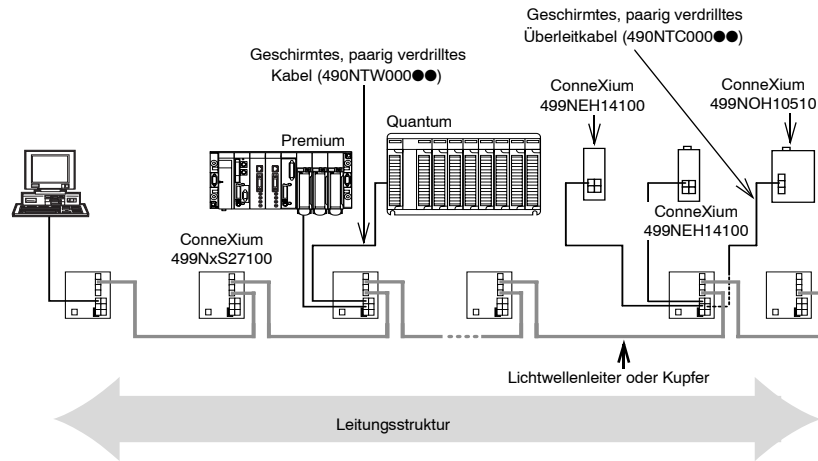 Geschirmtes, paarig verdrilltes
Überleitkabel (490NTC000●●)
Geschirmtes, paarig verdrilltes
Kabel (490NTW000●●)
ConneXium
499NEH14100
ConneXium
499NOH10510
Quantum
Premium
ConneXium
499NEH14100
ConneXium
499NxS27100
Lichtwellenleiter oder Kupfer
Leitungsstruktur